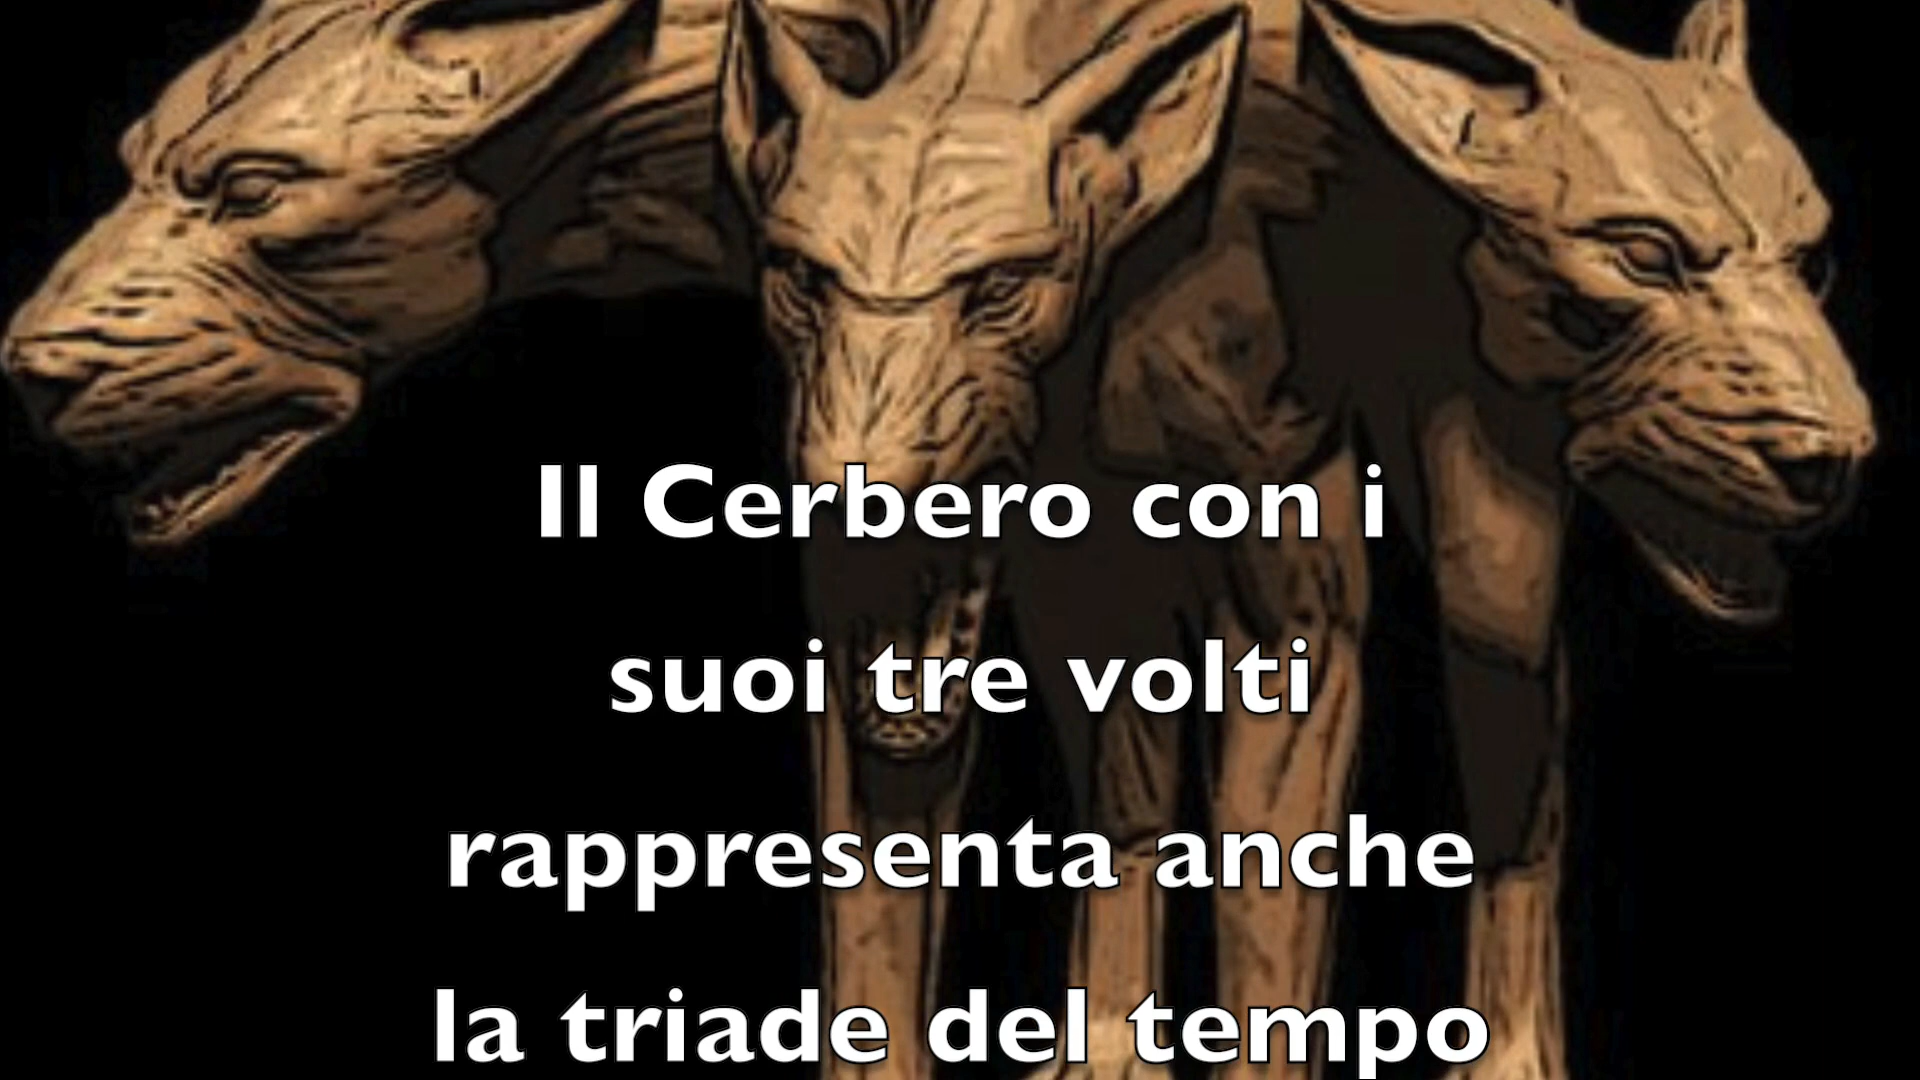 Il Cerbero con i
suoi tre volti
rappresenta anche
la triade del tempo